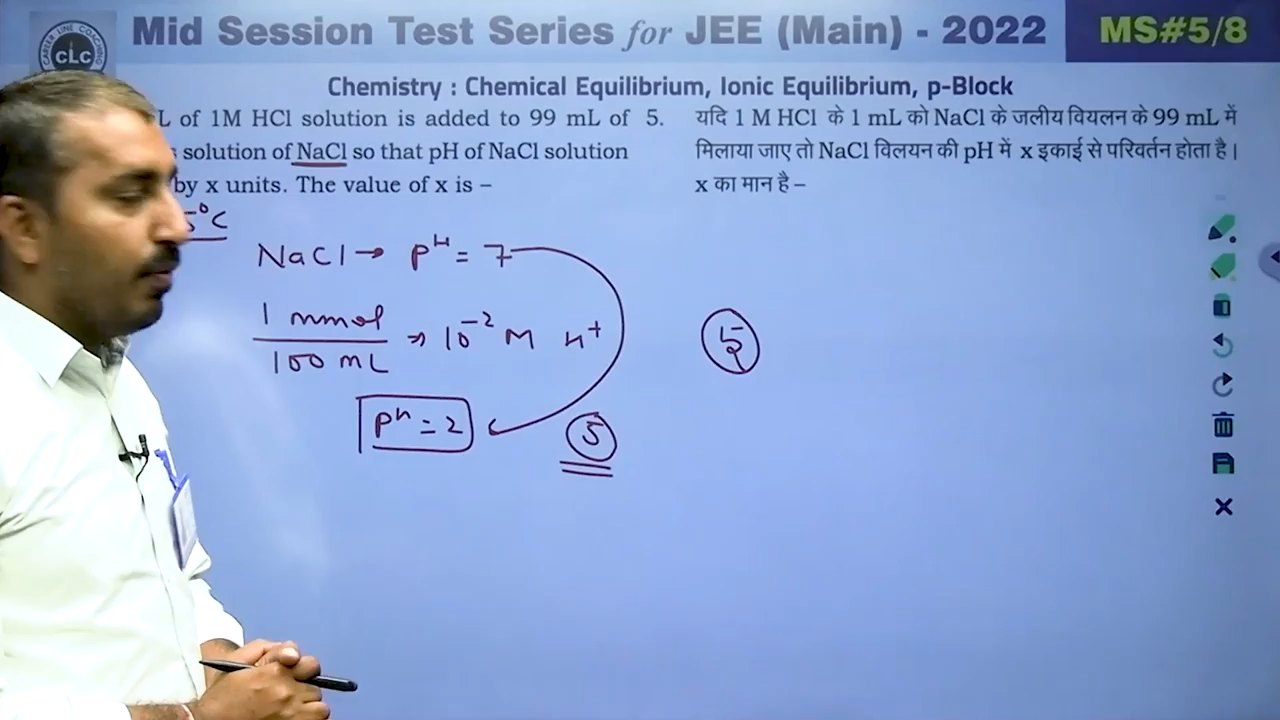 Mid Session Test Series for JEE (Main) - 2022
MS#5/8
CLC
Chemistry : Chemical Equilibrium, Ionic Equilibrium, p-Block
L of 1M HCl solution is added to 99 mL of
solution of NaCl so that pH of NaCl solution
by x units. The value of x is –
5. यदि 1 M HCl के 1 mL को NaCl के जलीय वियलन के 99 mL में
मिलाया जाए तो NaCl विलयन की pH में x इकाई से परिवर्तन होता है।
x का मान है –
5°C
NaCl → pH = 7
1 mmol
100 mL
⇒ 10⁻² M H⁺
5
pH = 2
5